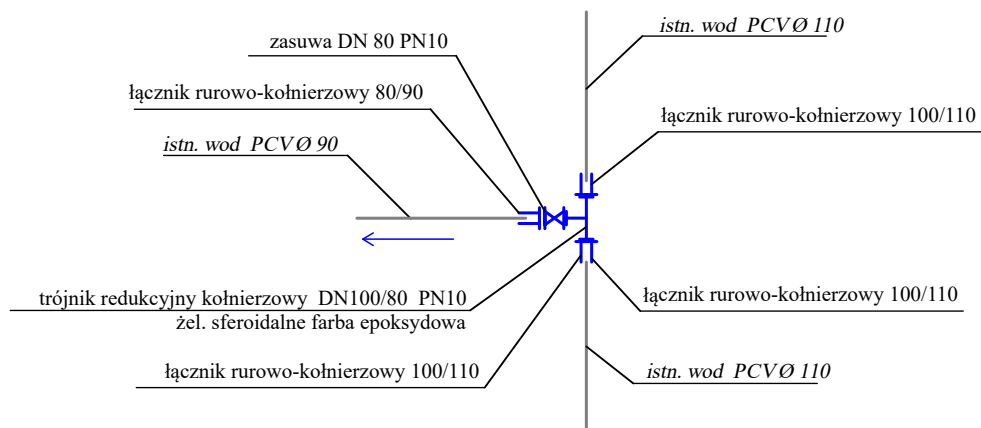 istn. wod PCV Ø 110
zasuwa DN 80 PN10
łącznik rurowo-kołnierzowy 80/90
łącznik rurowo-kołnierzowy 100/110
istn. wod PCV Ø 90
trójnik redukcyjny kołnierzowy DN100/80 PN10
żel. sferoidalne farba epoksydowa
łącznik rurowo-kołnierzowy 100/110
łącznik rurowo-kołnierzowy 100/110
istn. wod PCV Ø 110